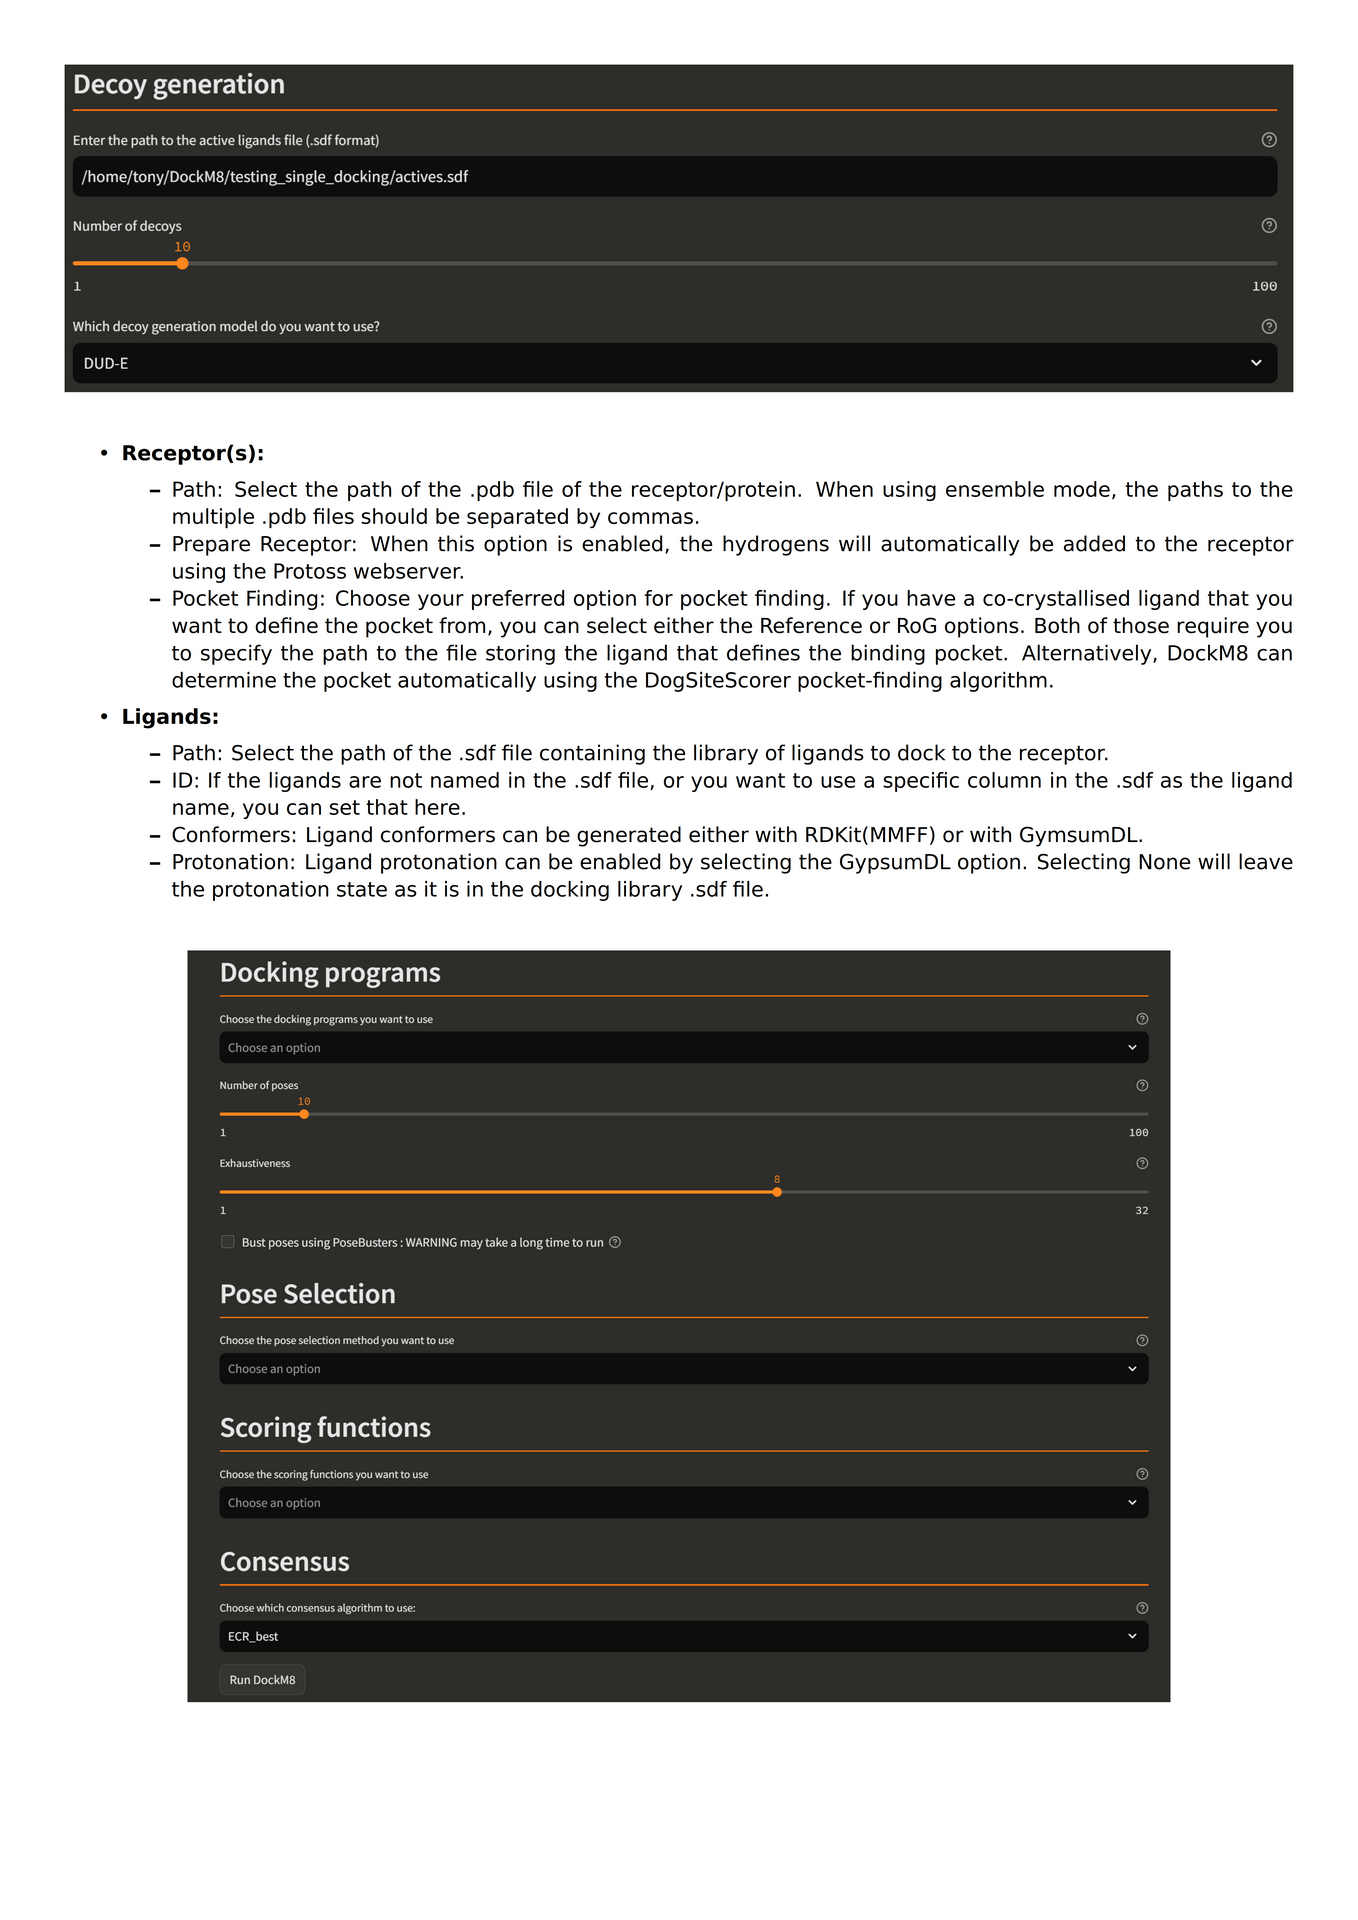 Decoy generation
Enter the path to the active ligands file (.sdf format)
/home/tony/DockM8/testing_single_docking/actives.sdf
Number of decoys
10
1 100
Which decoy generation model do you want to use?
DUD-E
• Receptor(s):
– Path: Select the path of the .pdb file of the receptor/protein. When using ensemble mode, the paths to the
multiple .pdb files should be separated by commas.
– Prepare Receptor: When this option is enabled, the hydrogens will automatically be added to the receptor
using the Protoss webserver.
– Pocket Finding: Choose your preferred option for pocket finding. If you have a co-crystallised ligand that you
want to define the pocket from, you can select either the Reference or RoG options. Both of those require you
to specify the path to the file storing the ligand that defines the binding pocket. Alternatively, DockM8 can
determine the pocket automatically using the DogSiteScorer pocket-finding algorithm.
• Ligands:
– Path: Select the path of the .sdf file containing the library of ligands to dock to the receptor.
– ID: If the ligands are not named in the .sdf file, or you want to use a specific column in the .sdf as the ligand
name, you can set that here.
– Conformers: Ligand conformers can be generated either with RDKit(MMFF) or with GymsumDL.
– Protonation: Ligand protonation can be enabled by selecting the GypsumDL option. Selecting None will leave
the protonation state as it is in the docking library .sdf file.
Docking programs
Choose the docking programs you want to use
Choose an option
Number of poses
10
1 100
Exhaustiveness
8
1 32
Bust poses using PoseBusters : WARNING may take a long time to run
Pose Selection
Choose the pose selection method you want to use
Choose an option
Scoring functions
Choose the scoring functions you want to use
Choose an option
Consensus
Choose which consensus algorithm to use:
ECR_best
Run DockM8